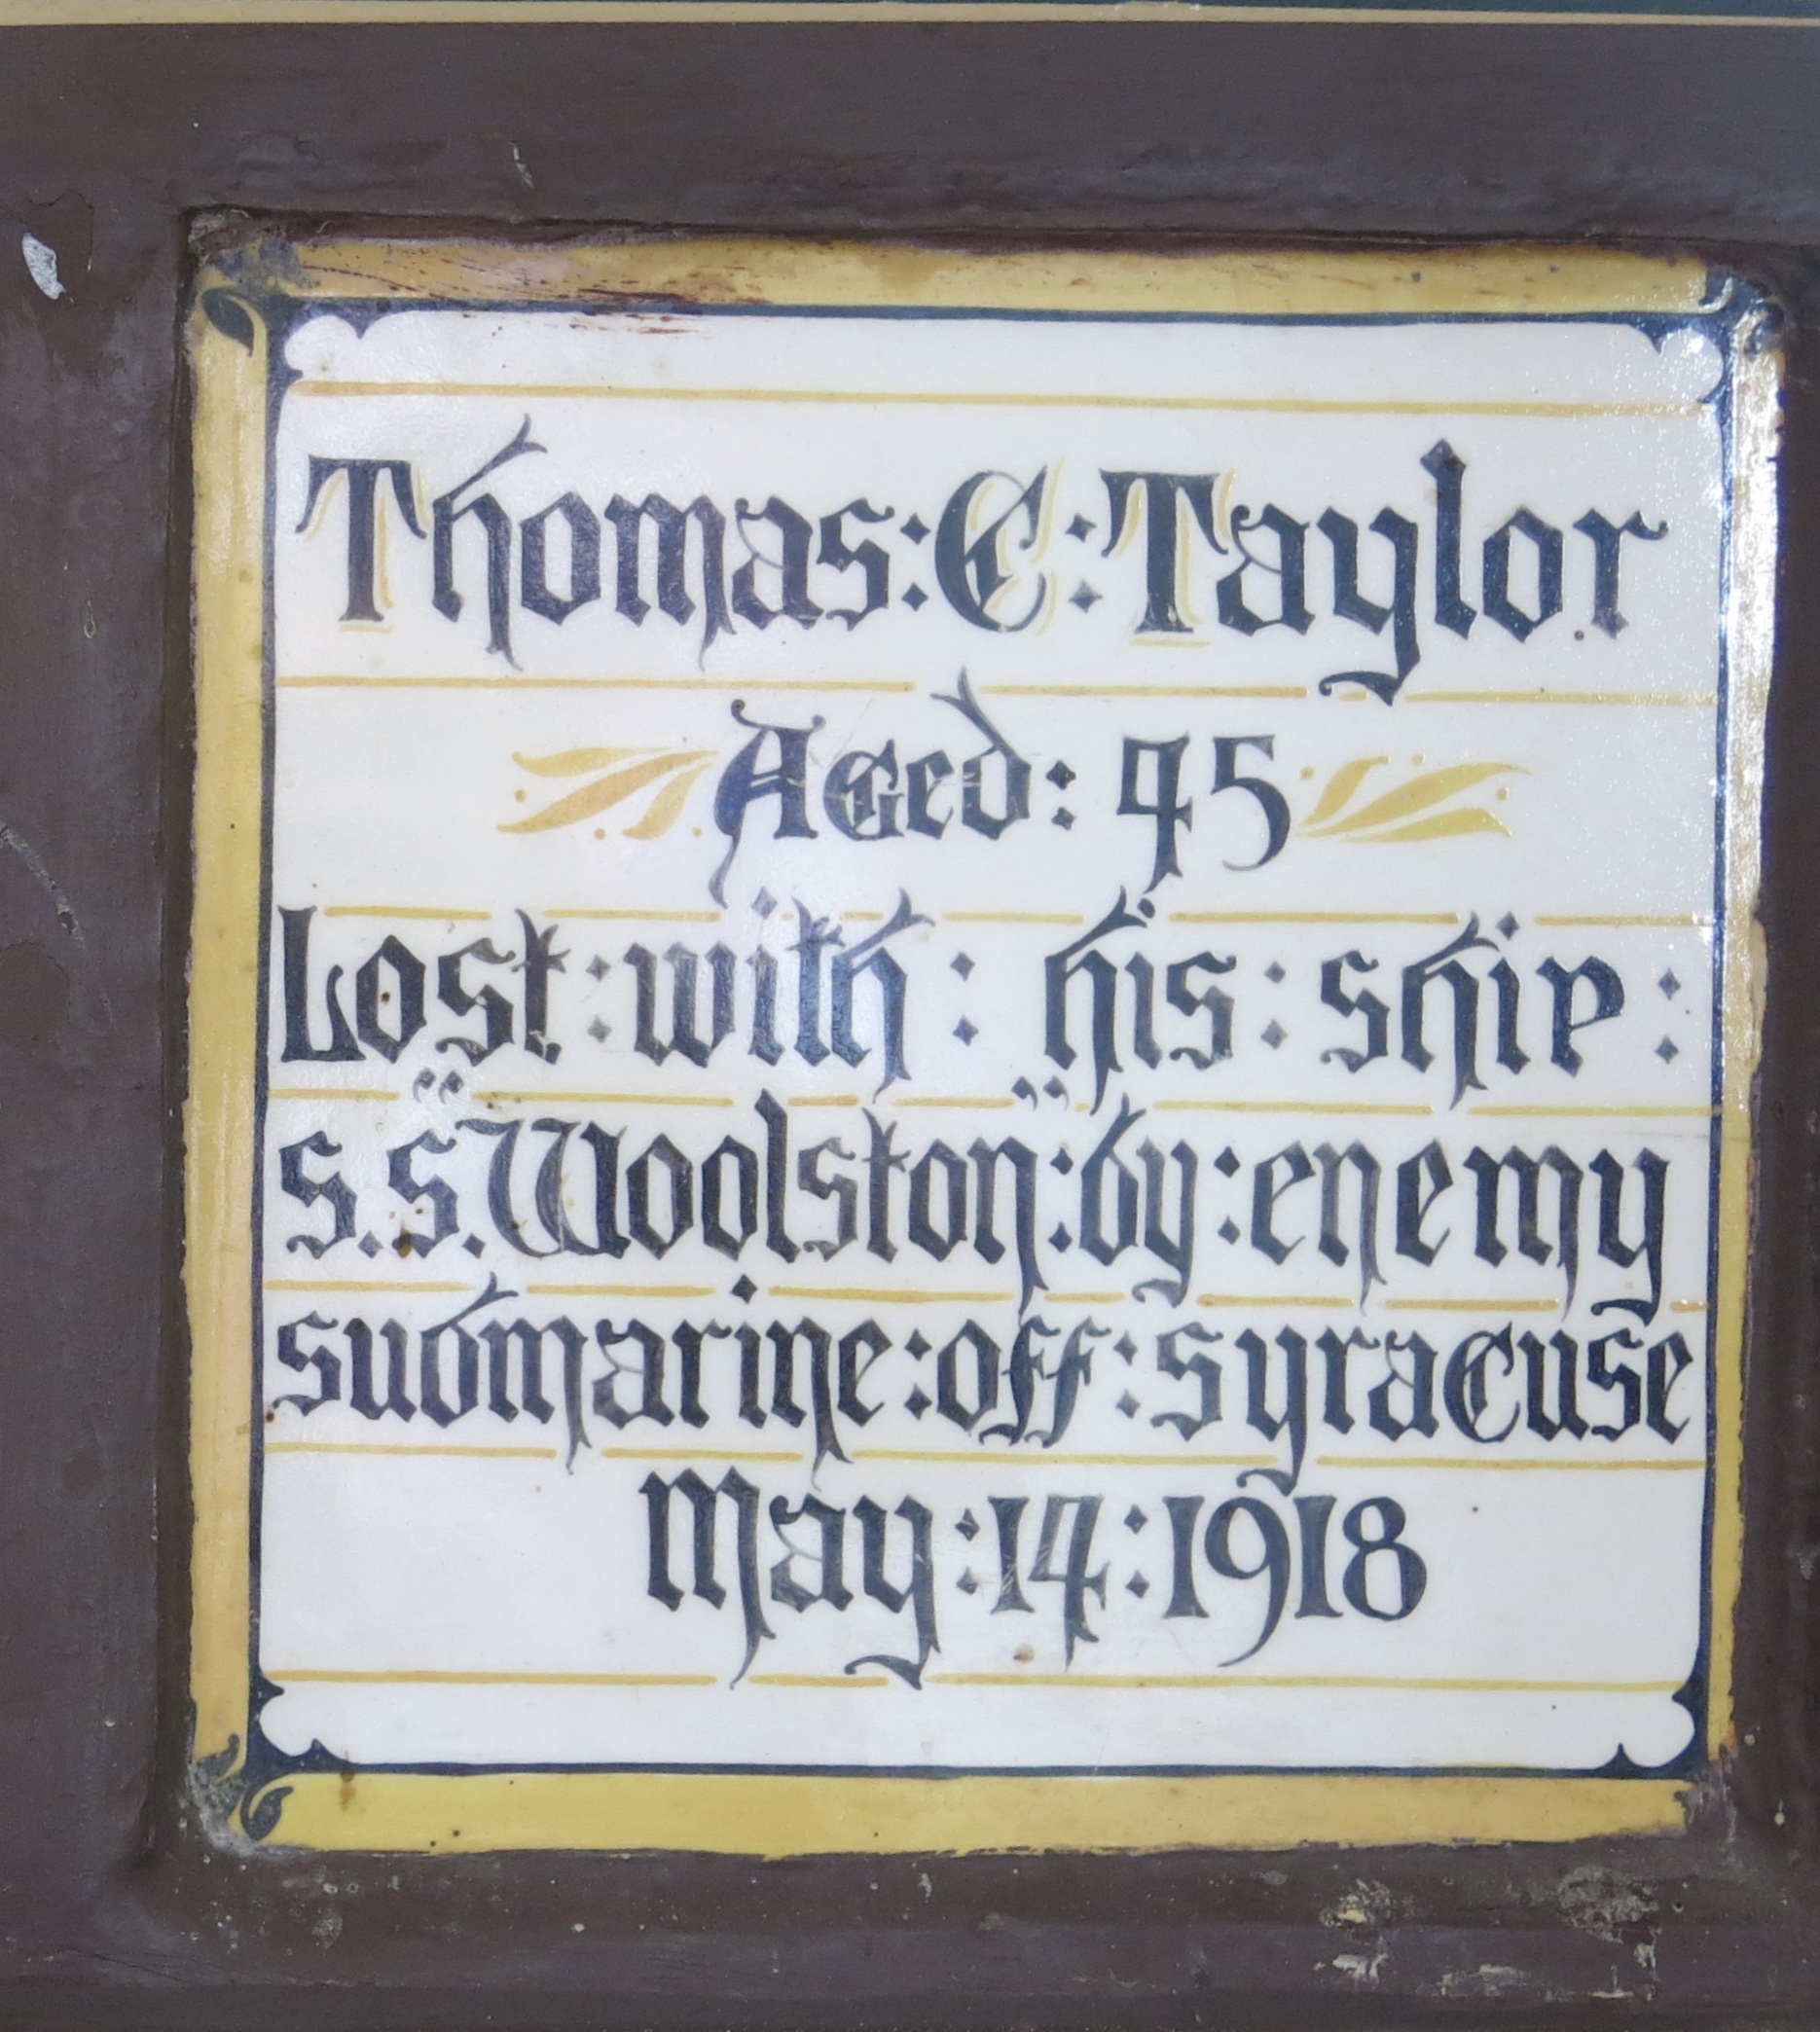 Thomas:C:Taylor
Aged: 45
Lost:with: his: ship:
s.s."Woolston":by:enemy
submarine:off:syraCuse
May:14:1918